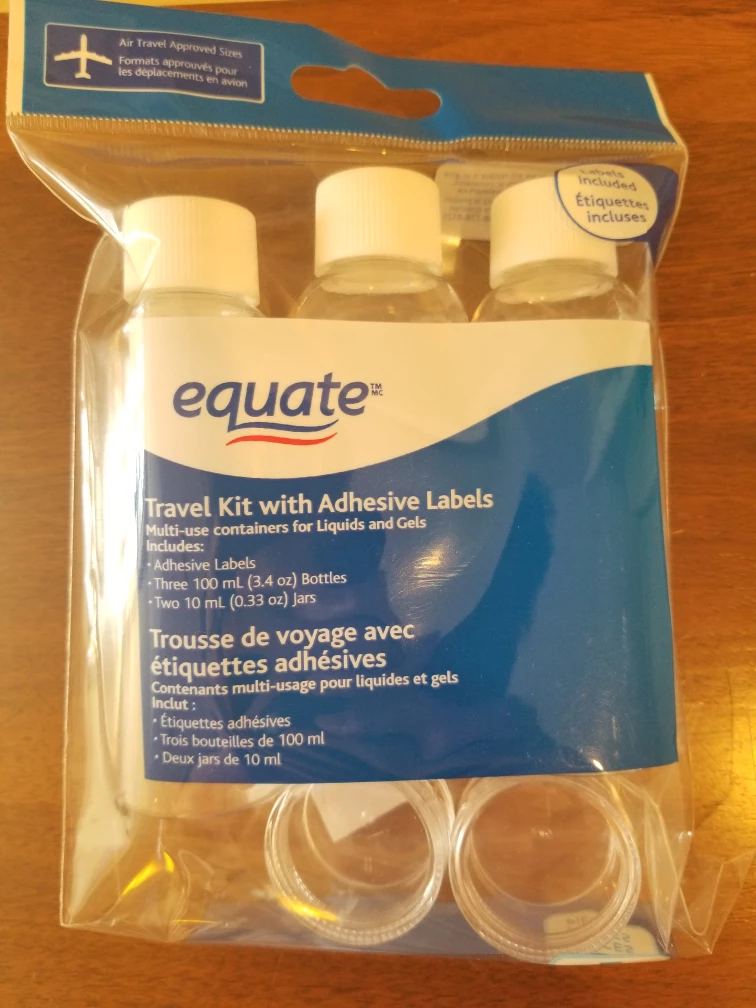 Air Travel Approved Sizes
Formats approuvés pour
les déplacements en avion
Labels
included
Étiquettes
incluses
equate TM MC
Travel Kit with Adhesive Labels
Multi-use containers for Liquids and Gels
Includes:
· Adhesive Labels
· Three 100 mL (3.4 oz) Bottles
· Two 10 mL (0.33 oz) Jars
Trousse de voyage avec
étiquettes adhésives
Contenants multi-usage pour liquides et gels
Inclut :
· Étiquettes adhésives
· Trois bouteilles de 100 ml
· Deux jars de 10 ml